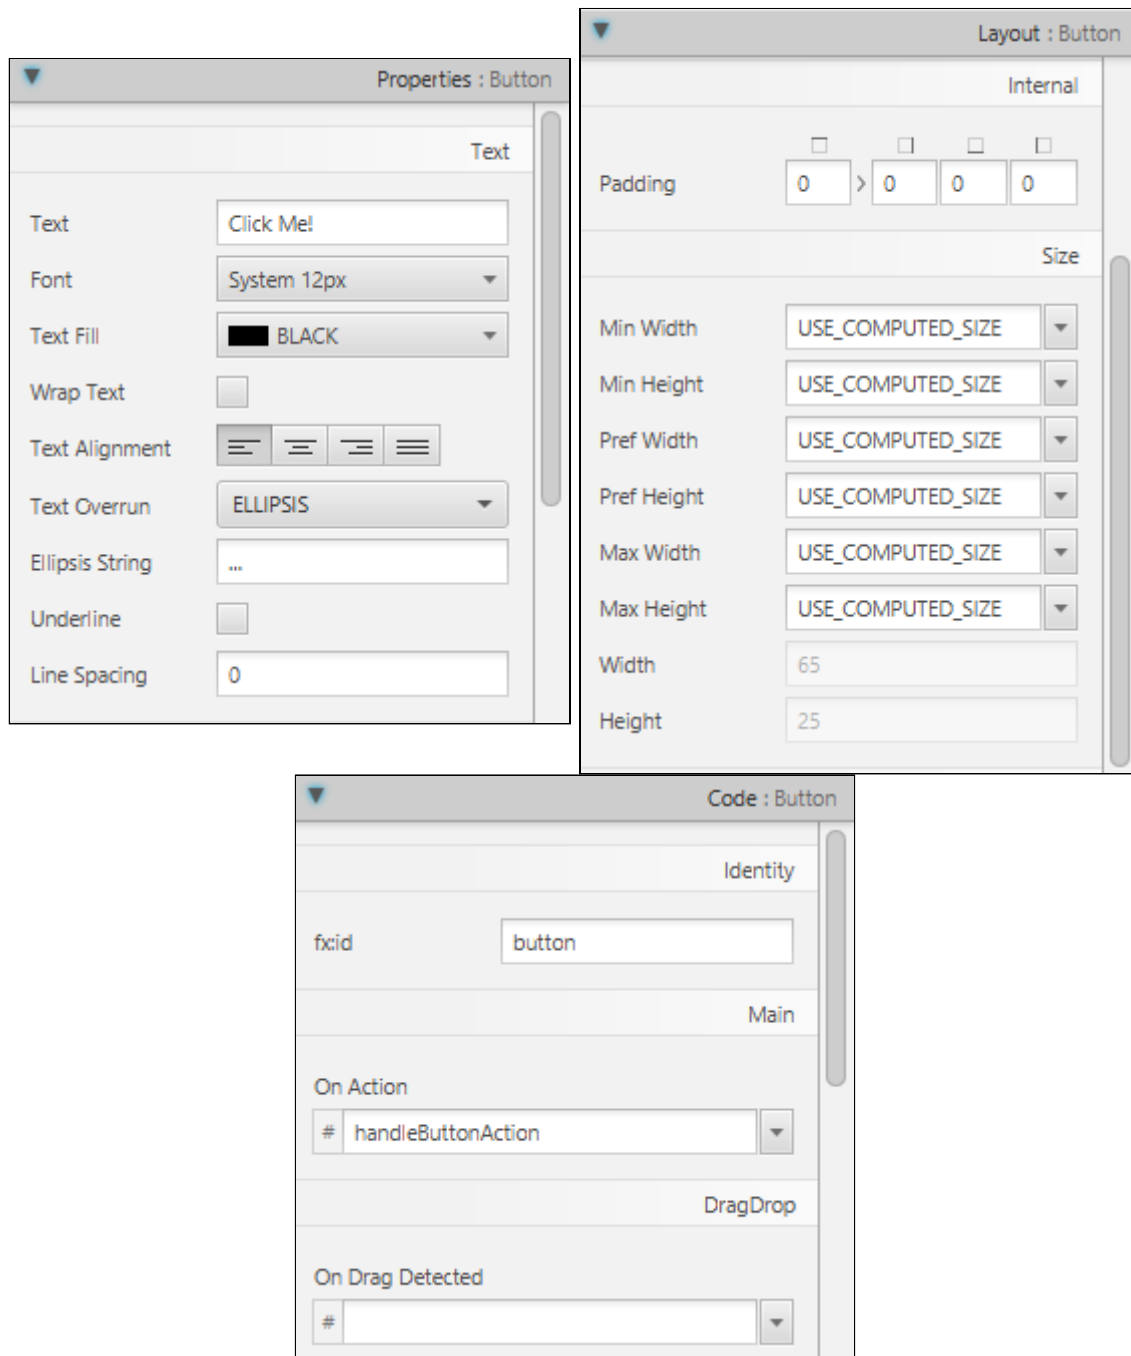 Properties : Button
Text
Text Click Me!
Font System 12px
Text Fill BLACK
Wrap Text
Text Alignment
Text Overrun ELLIPSIS
Ellipsis String ...
Underline
Line Spacing 0
Layout : Button
Internal
Padding 0 > 0 0 0
Size
Min Width USE_COMPUTED_SIZE
Min Height USE_COMPUTED_SIZE
Pref Width USE_COMPUTED_SIZE
Pref Height USE_COMPUTED_SIZE
Max Width USE_COMPUTED_SIZE
Max Height USE_COMPUTED_SIZE
Width 65
Height 25
Code : Button
Identity
fx:id button
Main
On Action
# handleButtonAction
DragDrop
On Drag Detected
#